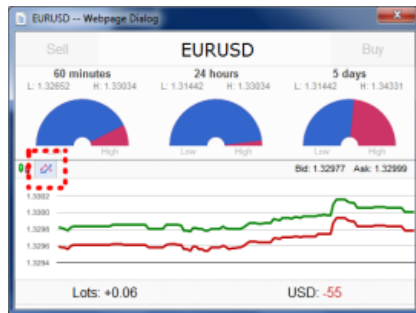 EURUSD -- Webpage Dialog
Sell EURUSD Buy
60 minutes 24 hours 5 days
L: 1.32652 H: 1.33034 L: 1.31442 H: 1.33034 L: 1.31442 H: 1.34331
High Low High Low High
Bid: 1.32977 Ask: 1.32999
1.3302
1.3300
1.3298
1.3296
1.3294
Lots: +0.06 USD: -55